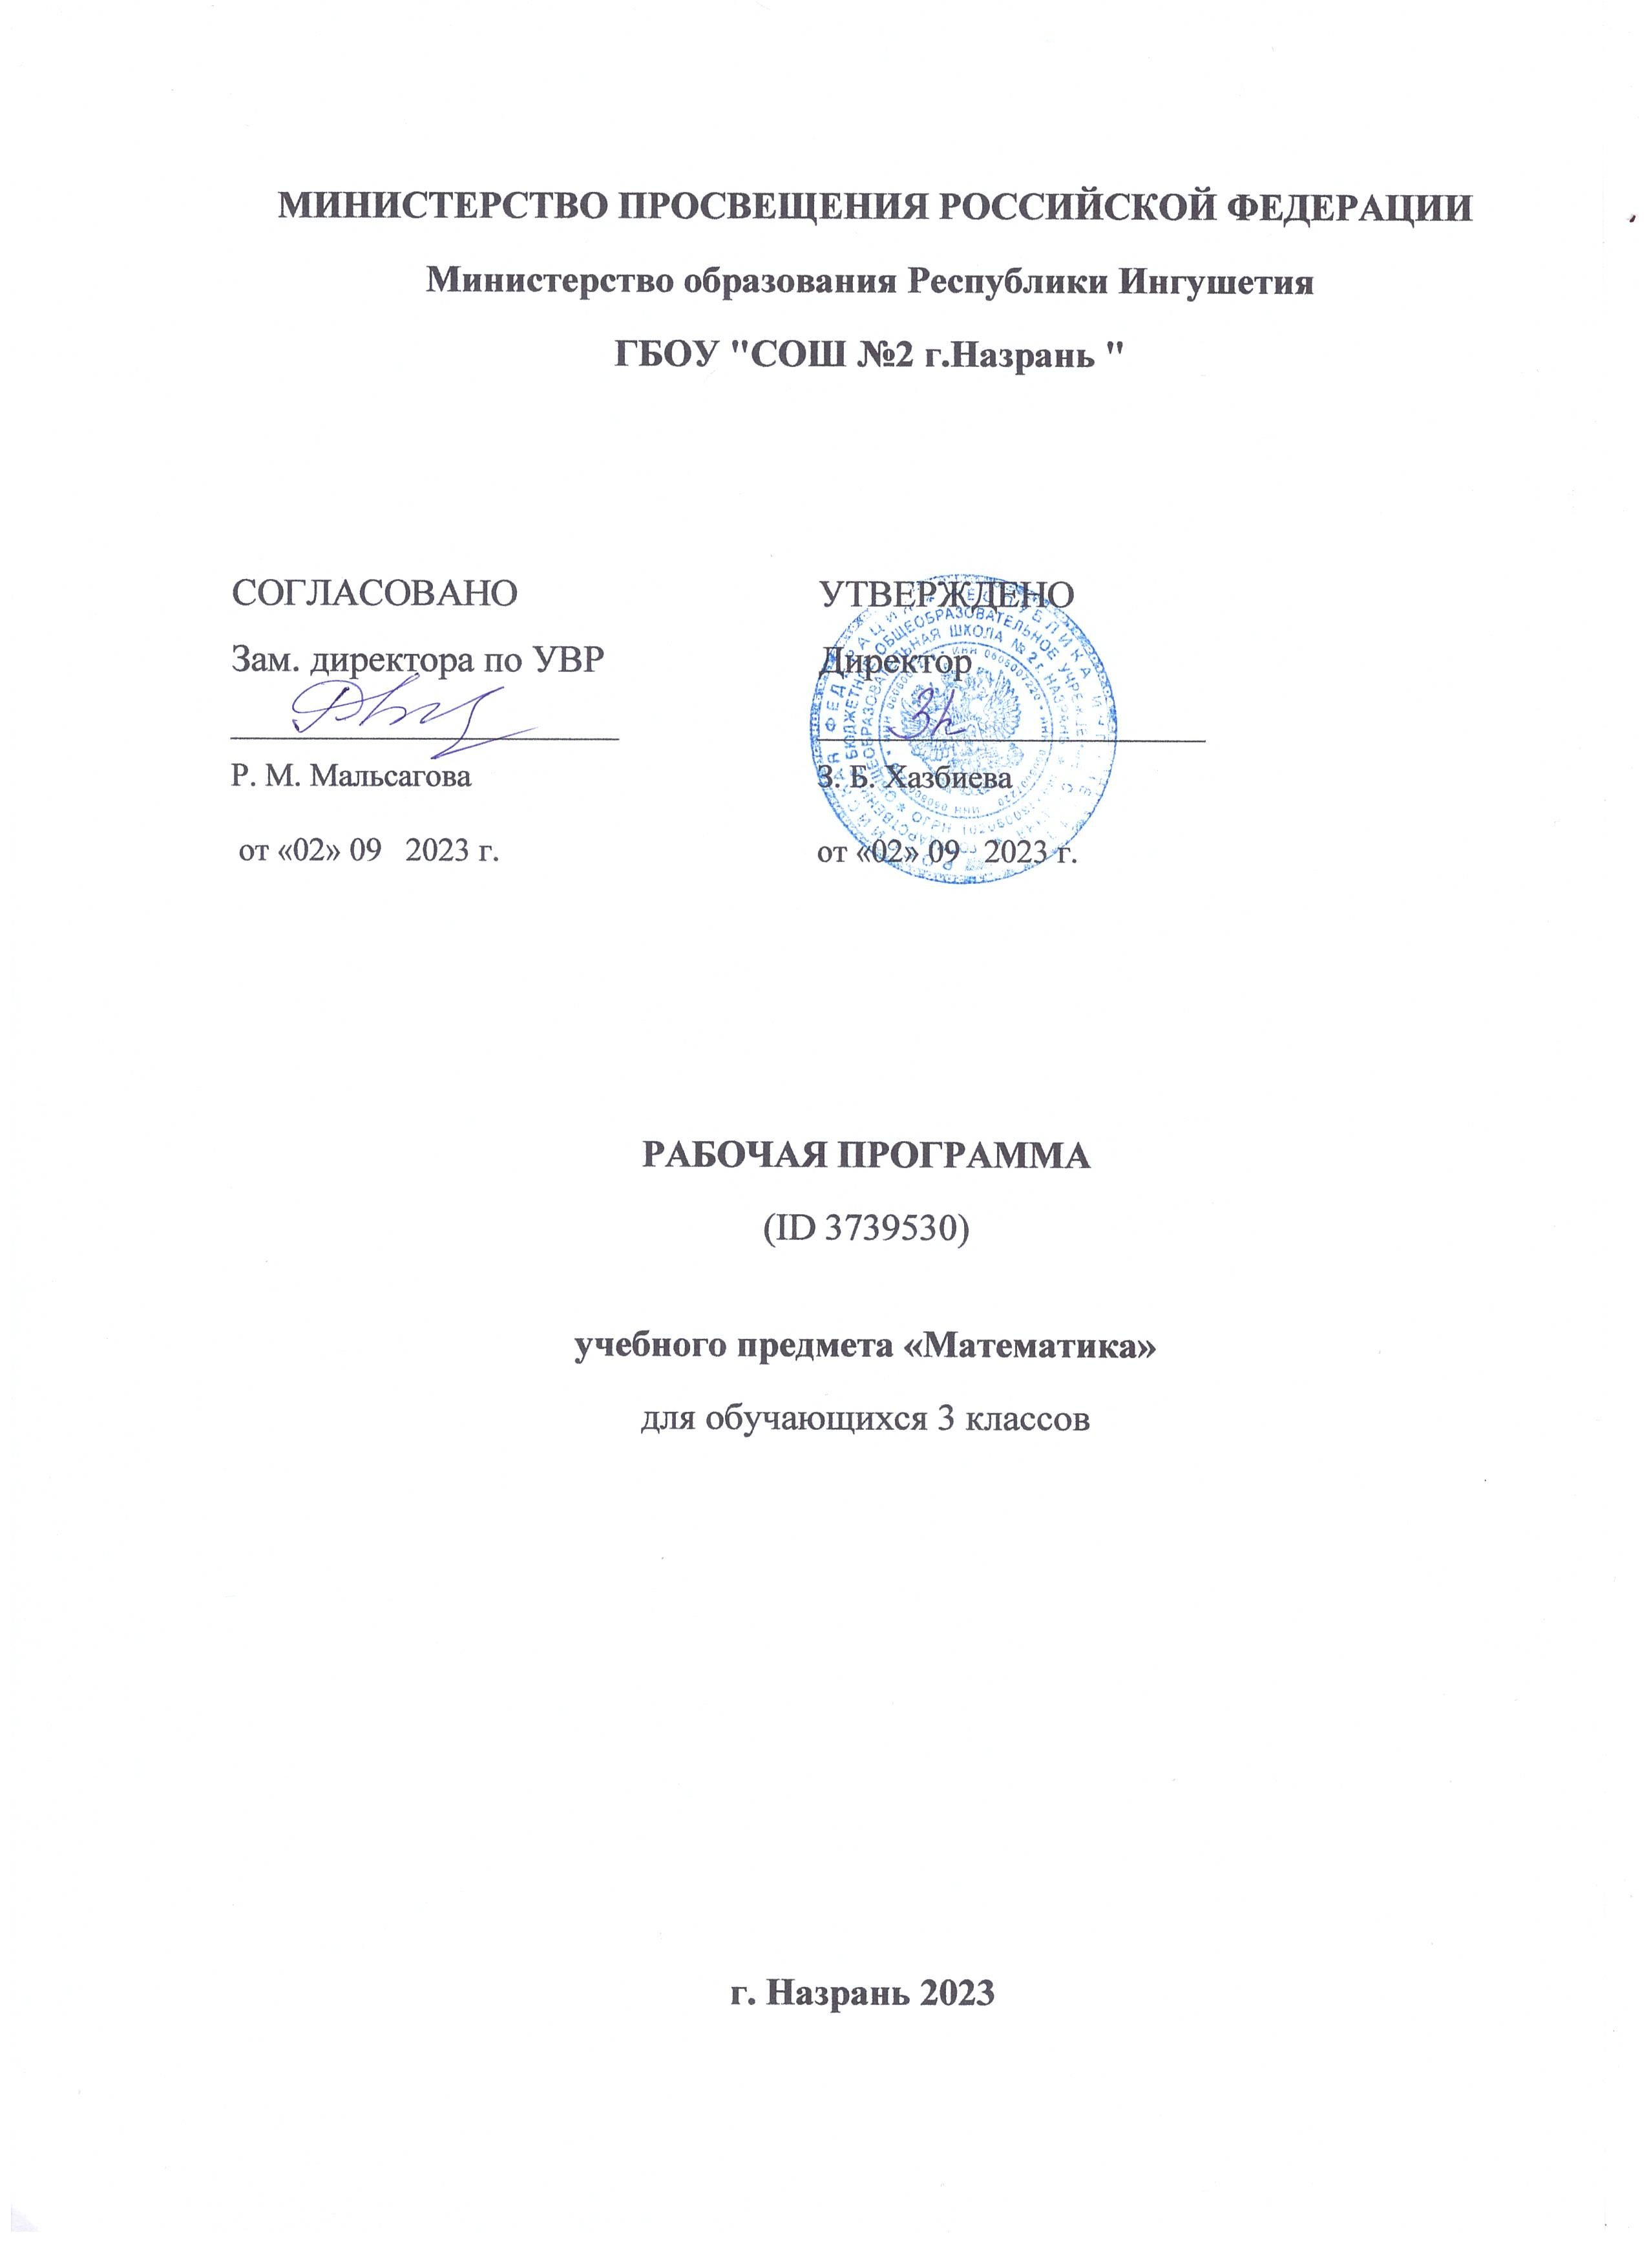 МИНИСТЕРСТВО ПРОСВЕЩЕНИЯ РОССИЙСКОЙ ФЕДЕРАЦИИ
Министерство образования Республики Ингушетия
ГБОУ "СОШ №2 г.Назрань "
СОГЛАСОВАНО
Зам. директора по УВР
Р. М. Мальсагова
от «02» 09 2023 г.
УТВЕРЖДЕНО
Директор
З. Б. Хазбиева
от «02» 09 2023 г.
РАБОЧАЯ ПРОГРАММА
(ID 3739530)
учебного предмета «Математика»
для обучающихся 3 классов
г. Назрань 2023